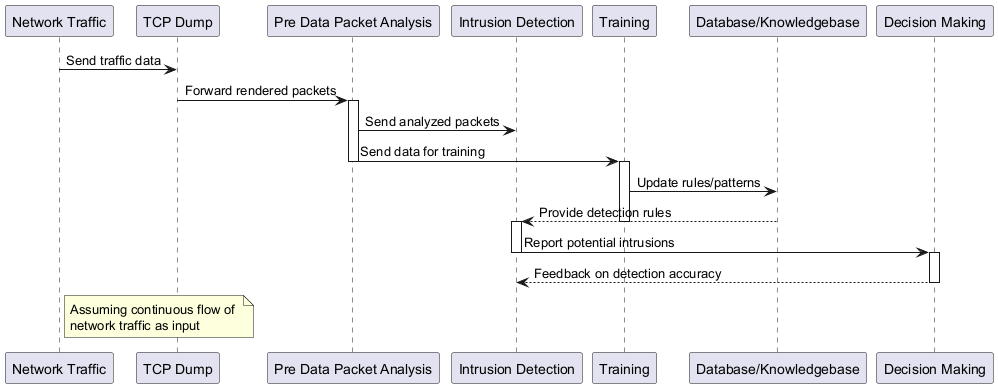 Network Traffic
TCP Dump
Pre Data Packet Analysis
Intrusion Detection
Training
Database/Knowledgebase
Decision Making
Send traffic data
Forward rendered packets
Send analyzed packets
Send data for training
Update rules/patterns
Provide detection rules
Report potential intrusions
Feedback on detection accuracy
Assuming continuous flow of
network traffic as input
Network Traffic
TCP Dump
Pre Data Packet Analysis
Intrusion Detection
Training
Database/Knowledgebase
Decision Making